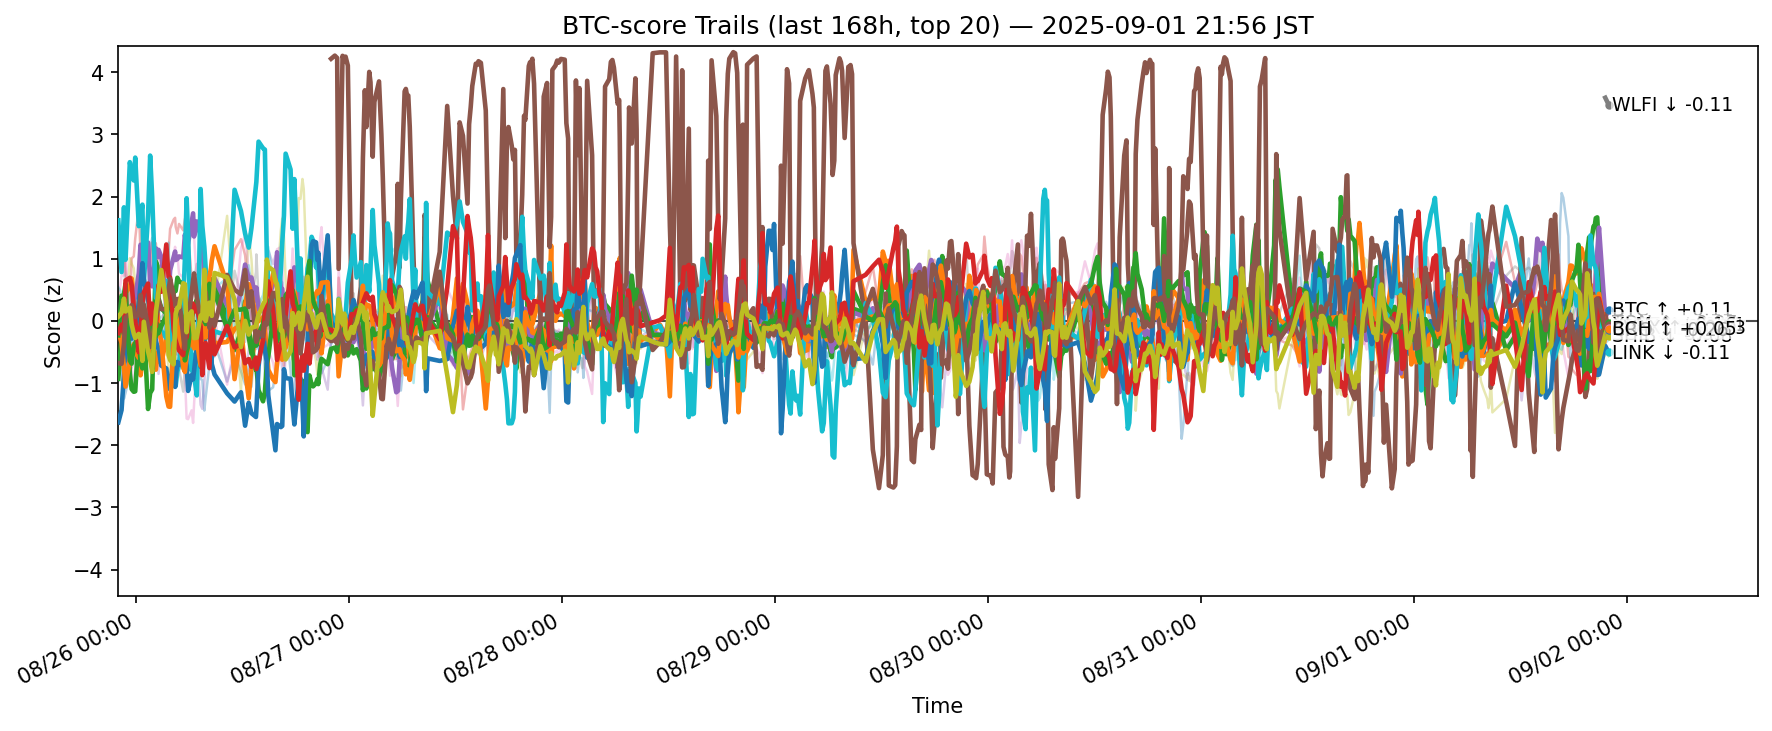 BTC-score Trails (last 168h, top 20) — 2025-09-01 21:56 JST
Score (z)
4
3
2
1
0
−1
−2
−3
−4
WLFI ↓ -0.11
BTC ↑ +0.11
BCH ↑ +0.05
LINK ↓ -0.11
08/26 00:00
08/27 00:00
08/28 00:00
08/29 00:00
08/30 00:00
08/31 00:00
09/01 00:00
09/02 00:00
Time